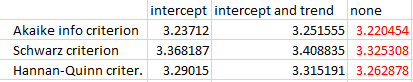 intercept intercept and trend none
Akaike info criterion 3.23712 3.251555 3.220454
Schwarz criterion 3.368187 3.408835 3.325308
Hannan-Quinn criter. 3.29015 3.315191 3.262878